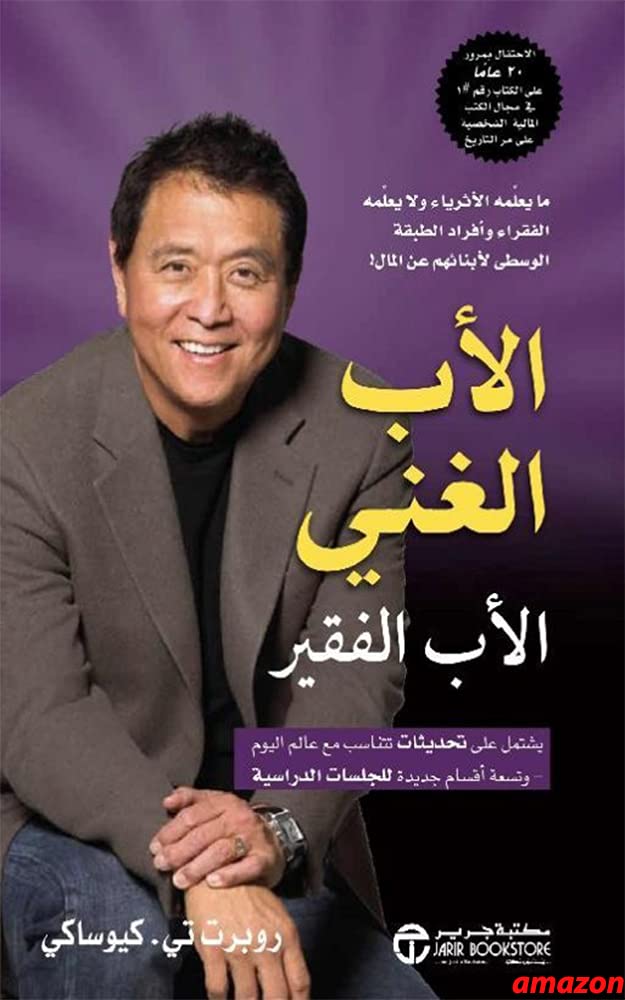 الاحتفال بمرور
٢٠ عامًا
على الكتاب رقم #١
في مجال الكتب
المالية الشخصية
على مر التاريخ
ما يعلّمه الأثرياء ولا يعلّمه
الفقراء وأفراد الطبقة
الوسطى لأبنائهم عن المال!
الأب
الغني
الأب الفقير
يشتمل على تحديثات تتناسب مع عالم اليوم
– وتسعة أقسام جديدة للجلسات الدراسية
روبرت تي. كيوساكي
مكتبة جرير
JARIR BOOKSTORE
amazon